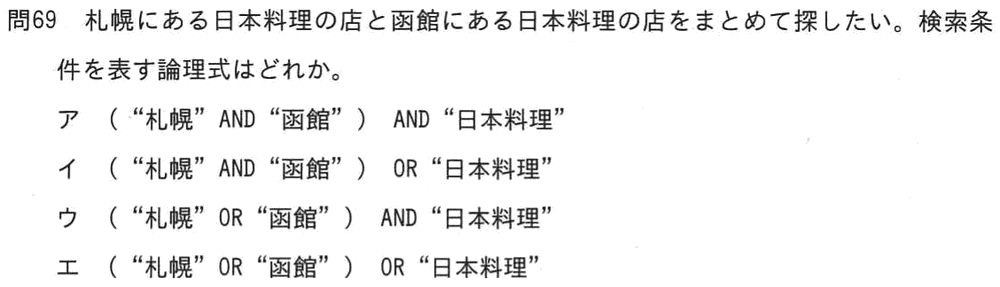 問69 札幌にある日本料理の店と函館にある日本料理の店をまとめて探したい。検索条
件を表す論理式はどれか。
ア （“札幌” AND “函館”） AND “日本料理”
イ （“札幌” AND “函館”） OR “日本料理”
ウ （“札幌” OR “函館”） AND “日本料理”
エ （“札幌” OR “函館”） OR “日本料理”